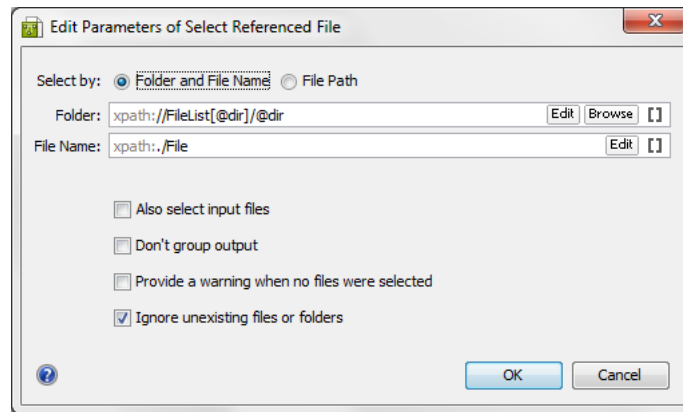 Edit Parameters of Select Referenced File
Select by: Folder and File Name File Path
Folder: xpath://FileList[@dir]/@dir Edit Browse []
File Name: xpath:./File Edit []
Also select input files
Don't group output
Provide a warning when no files were selected
Ignore unexisting files or folders
? OK Cancel